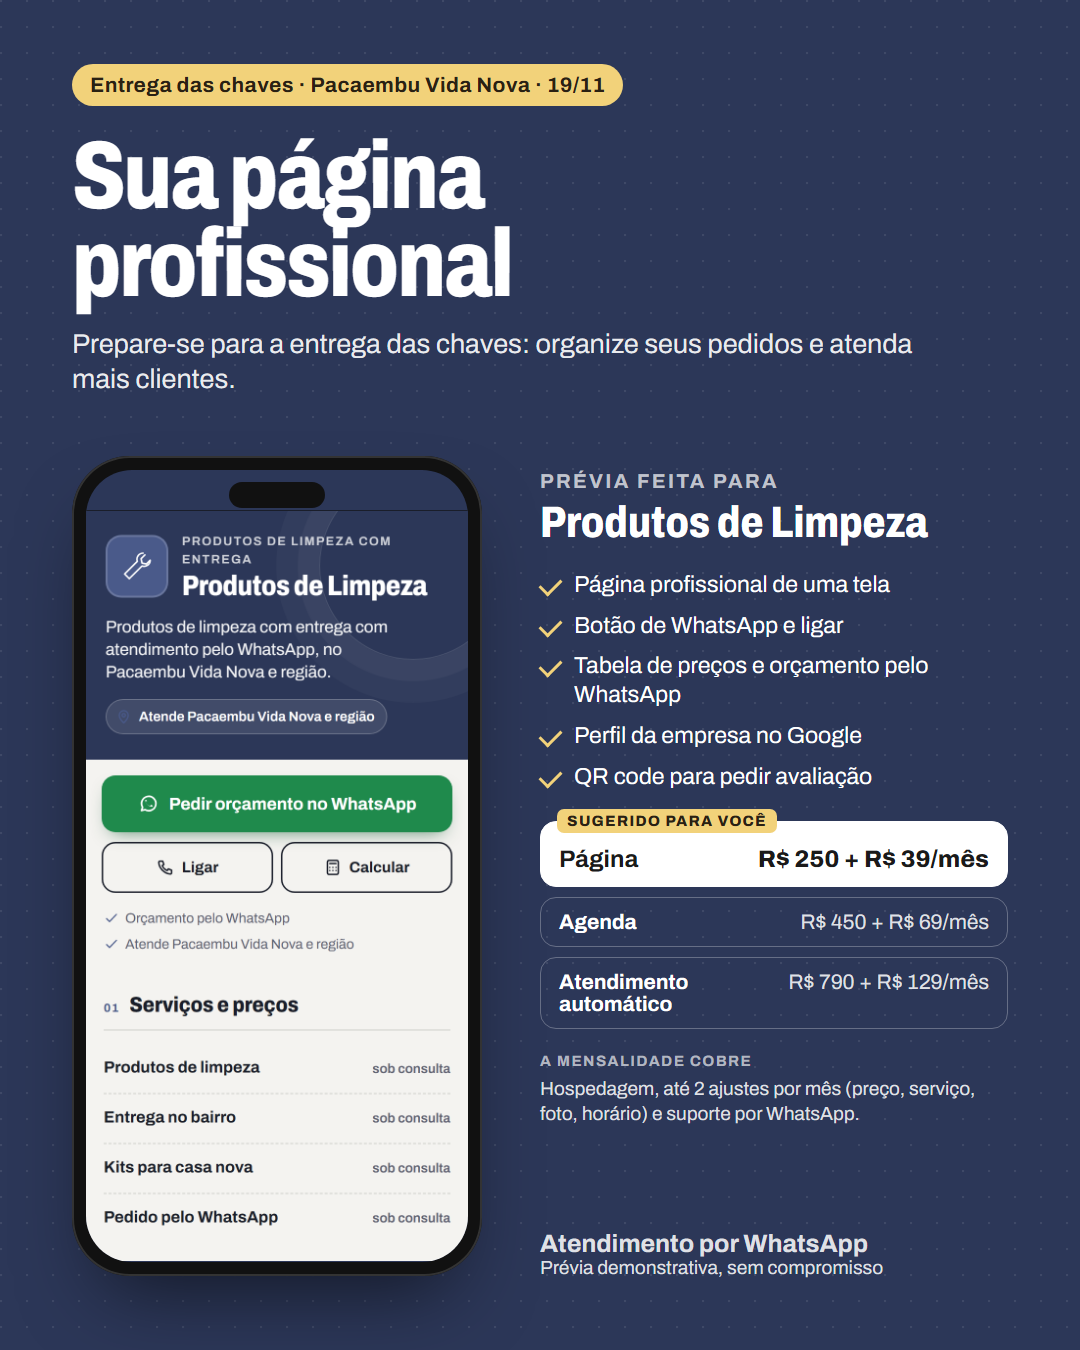 Entrega das chaves · Pacaembu Vida Nova · 19/11
Sua página
profissional
Prepare-se para a entrega das chaves: organize seus pedidos e atenda
mais clientes.
PRODUTOS DE LIMPEZA COM
ENTREGA
Produtos de Limpeza
Produtos de limpeza com entrega com
atendimento pelo WhatsApp, no
Pacaembu Vida Nova e região.
Atende Pacaembu Vida Nova e região
Pedir orçamento no WhatsApp
Ligar
Calcular
Orçamento pelo WhatsApp
Atende Pacaembu Vida Nova e região
01 Serviços e preços
Produtos de limpeza sob consulta
Entrega no bairro sob consulta
Kits para casa nova sob consulta
Pedido pelo WhatsApp sob consulta
PRÉVIA FEITA PARA
Produtos de Limpeza
Página profissional de uma tela
Botão de WhatsApp e ligar
Tabela de preços e orçamento pelo
WhatsApp
Perfil da empresa no Google
QR code para pedir avaliação
SUGERIDO PARA VOCÊ
Página R$ 250 + R$ 39/mês
Agenda R$ 450 + R$ 69/mês
Atendimento R$ 790 + R$ 129/mês
automático
A MENSALIDADE COBRE
Hospedagem, até 2 ajustes por mês (preço, serviço,
foto, horário) e suporte por WhatsApp.
Atendimento por WhatsApp
Prévia demonstrativa, sem compromisso